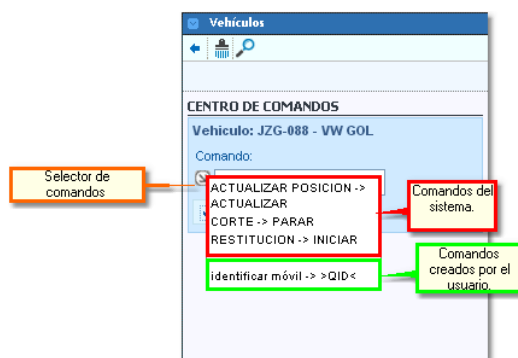 Vehículos
CENTRO DE COMANDOS
Vehiculo: JZG-088 - VW GOL
Comando:
Selector de
comandos
ACTUALIZAR POSICION ->
ACTUALIZAR
CORTE -> PARAR
RESTITUCION -> INICIAR
Comandos del
sistema.
identificar móvil -> >QID<
Comandos
creados por el
usuario.